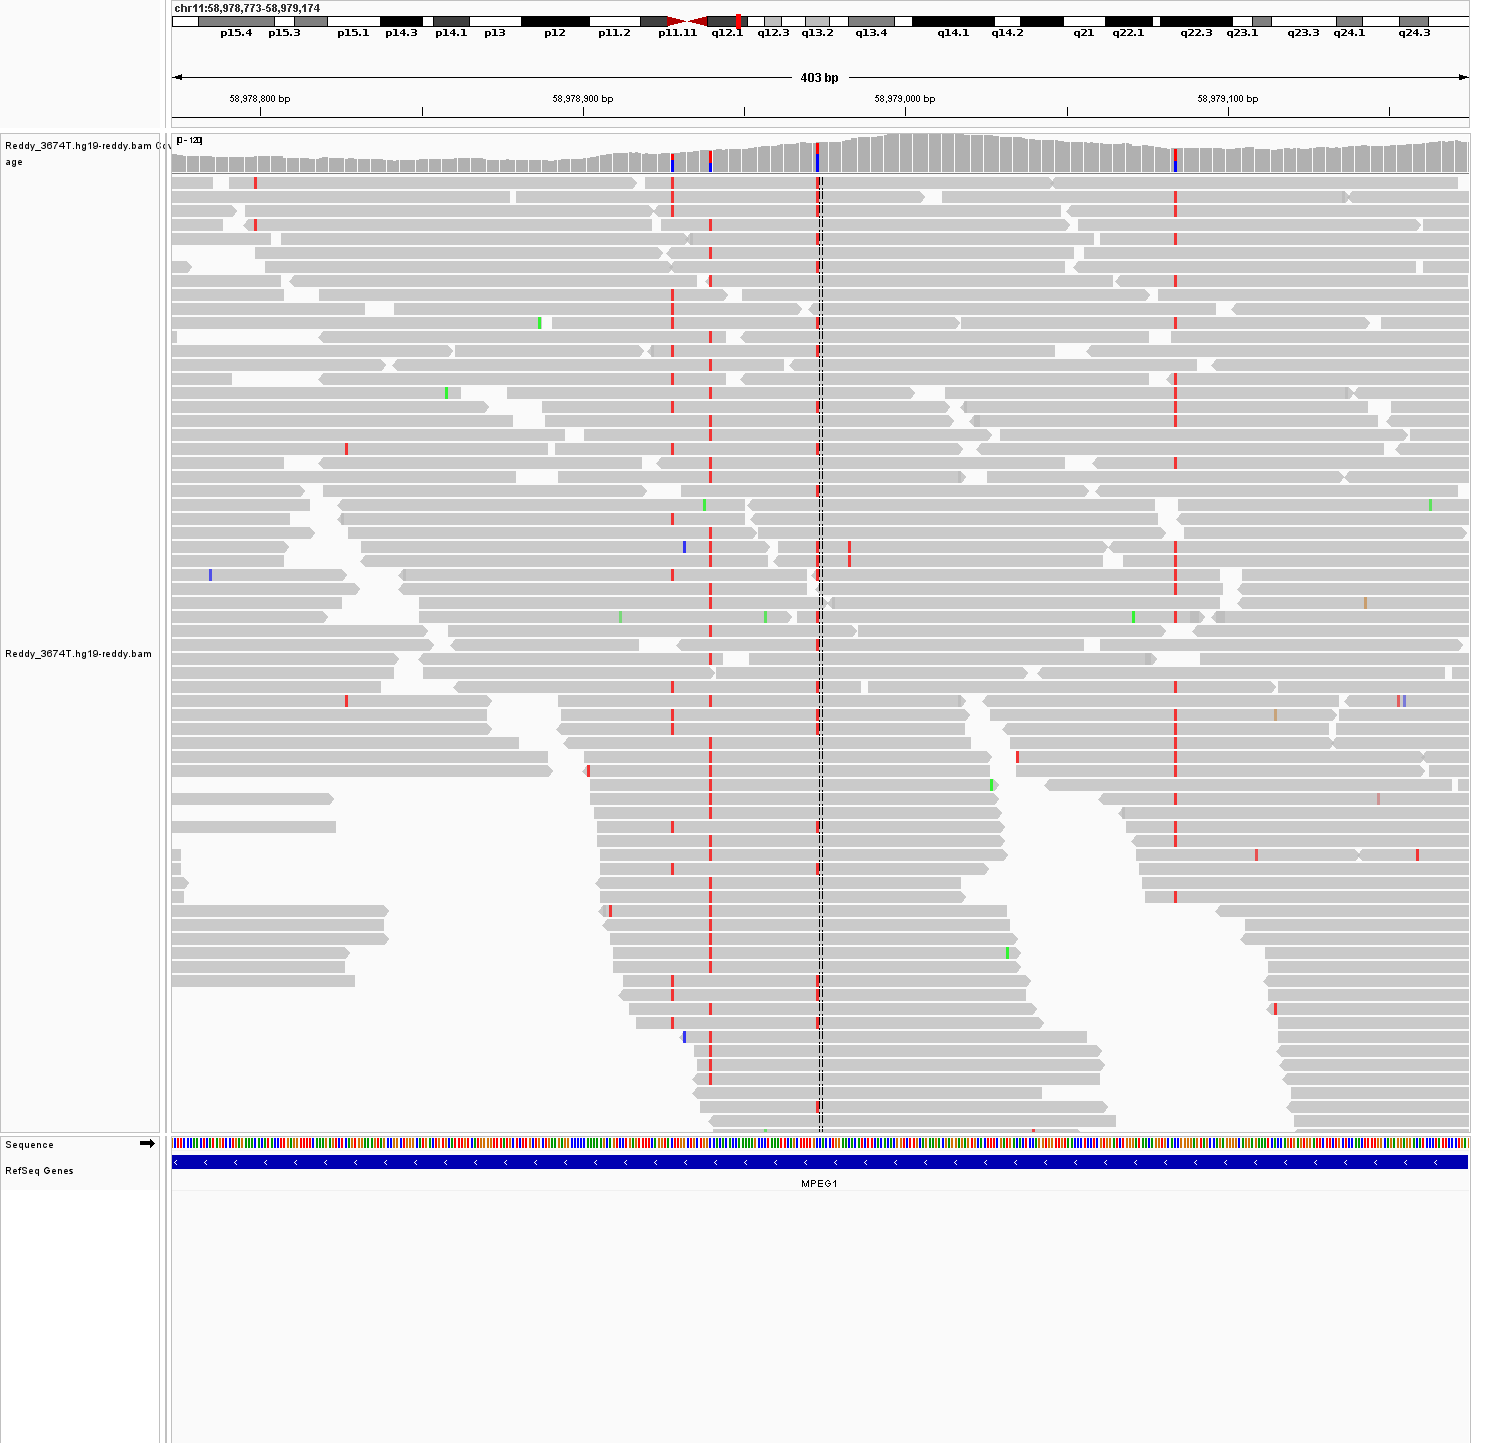 chr11:58,978,773-58,979,174
p15.4 p15.3 p15.1 p14.3 p14.1 p13 p12 p11.2 p11.11 q12.1 q12.3 q13.2 q13.4 q14.1 q14.2 q21 q22.1 q22.3 q23.1 q23.3 q24.1 q24.3
403 bp
58,978,800 bp 58,978,900 bp 58,979,000 bp 58,979,100 bp
[0 - 120]
Reddy_3674T.hg19-reddy.bam Cov
age
Reddy_3674T.hg19-reddy.bam
Sequence
RefSeq Genes
MPEG1